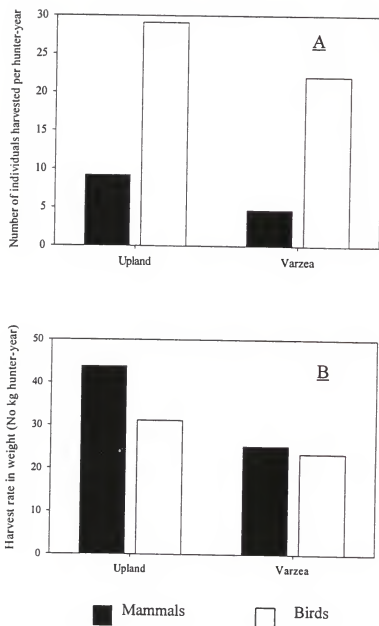 Number of individuals harvested per hunter-year
30
25
20
15
10
5
0
A
Upland
Varzea
Harvest rate in weight (No kg hunter-year)
50
40
30
20
10
0
B
Upland
Varzea
Mammals
Birds